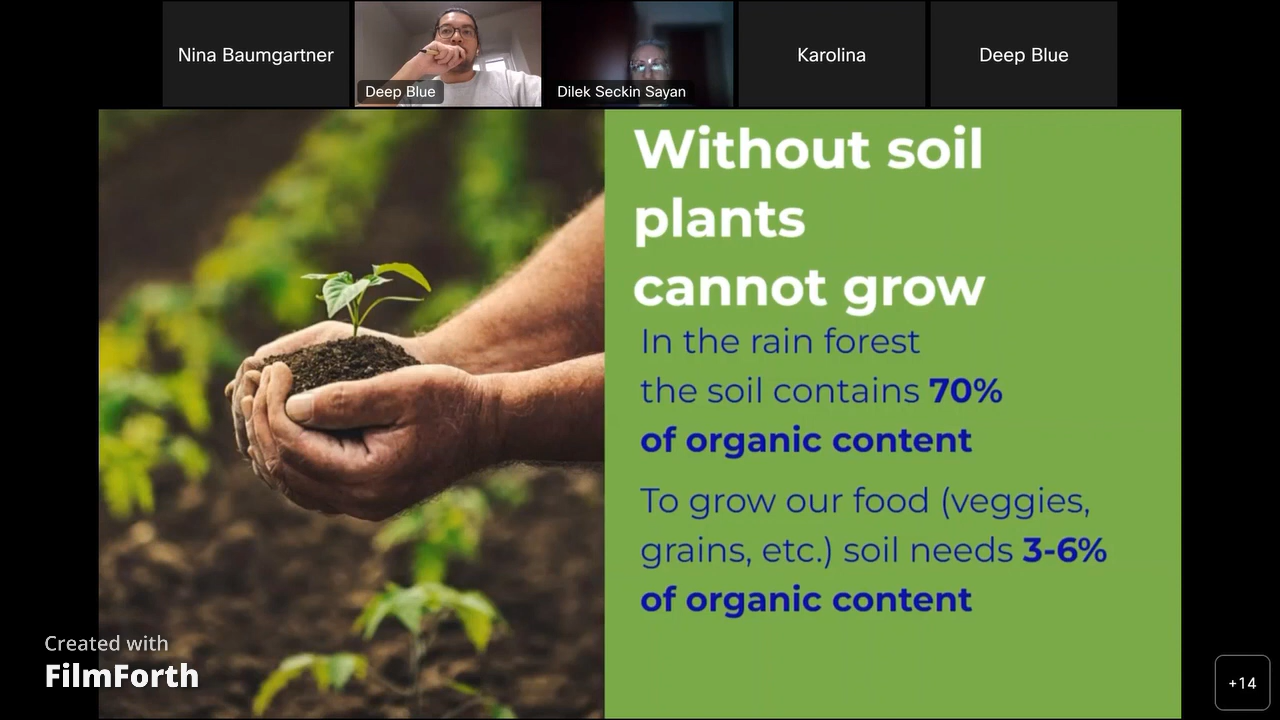 Nina Baumgartner
Deep Blue
Dilek Seckin Sayan
Karolina
Deep Blue
Without soil
plants
cannot grow
In the rain forest
the soil contains 70%
of organic content
To grow our food (veggies,
grains, etc.) soil needs 3-6%
of organic content
Created with
FilmForth
+14